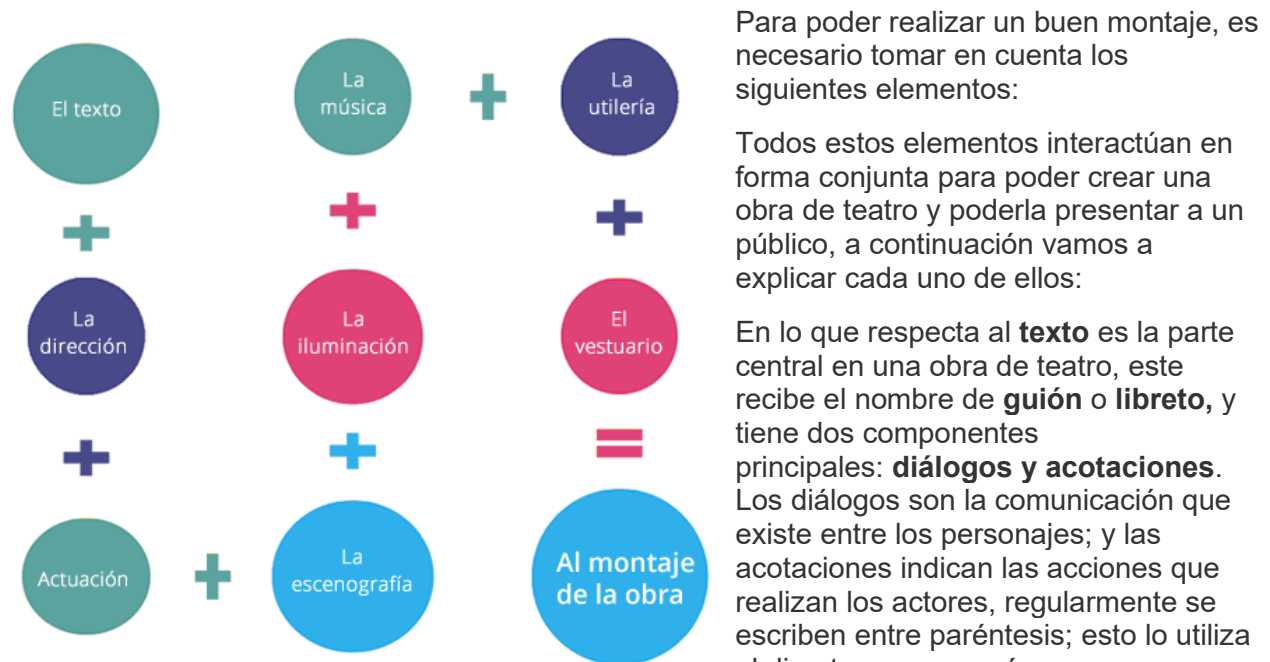 El texto
La
dirección
Actuación
La
escenografía
La
iluminación
La
música
La
utilería
El
vestuario
Al montaje
de la obra
Para poder realizar un buen montaje, es
necesario tomar en cuenta los
siguientes elementos:
Todos estos elementos interactúan en
forma conjunta para poder crear una
obra de teatro y poderla presentar a un
público, a continuación vamos a
explicar cada uno de ellos:
En lo que respecta al texto es la parte
central en una obra de teatro, este
recibe el nombre de guión o libreto, y
tiene dos componentes
principales: diálogos y acotaciones.
Los diálogos son la comunicación que
existe entre los personajes; y las
acotaciones indican las acciones que
realizan los actores, regularmente se
escriben entre paréntesis; esto lo utiliza